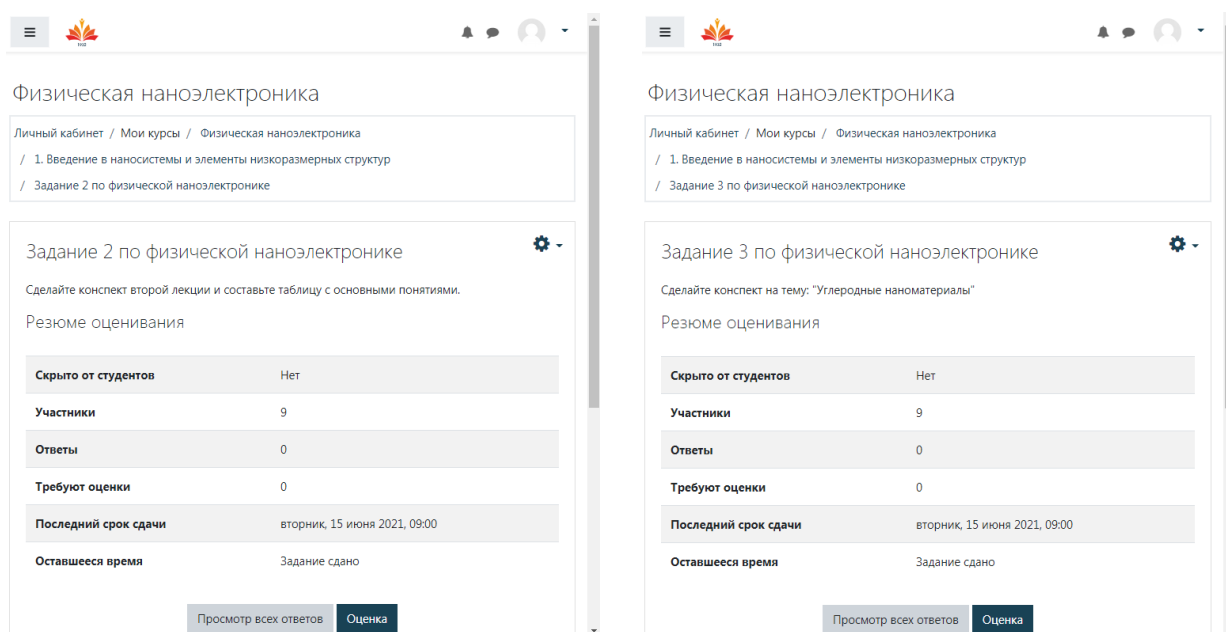 Физическая наноэлектроника
Личный кабинет / Мои курсы / Физическая наноэлектроника
/ 1. Введение в наносистемы и элементы низкоразмерных структур
/ Задание 2 по физической наноэлектронике
Задание 2 по физической наноэлектронике
Сделайте конспект второй лекции и составьте таблицу с основными понятиями.
Резюме оценивания
Скрыто от студентов Нет
Участники 9
Ответы 0
Требуют оценки 0
Последний срок сдачи вторник, 15 июня 2021, 09:00
Оставшееся время Задание сдано
Просмотр всех ответов Оценка
Физическая наноэлектроника
Личный кабинет / Мои курсы / Физическая наноэлектроника
/ 1. Введение в наносистемы и элементы низкоразмерных структур
/ Задание 3 по физической наноэлектронике
Задание 3 по физической наноэлектронике
Сделайте конспект на тему: "Углеродные наноматериалы"
Резюме оценивания
Скрыто от студентов Нет
Участники 9
Ответы 0
Требуют оценки 0
Последний срок сдачи вторник, 15 июня 2021, 09:00
Оставшееся время Задание сдано
Просмотр всех ответов Оценка